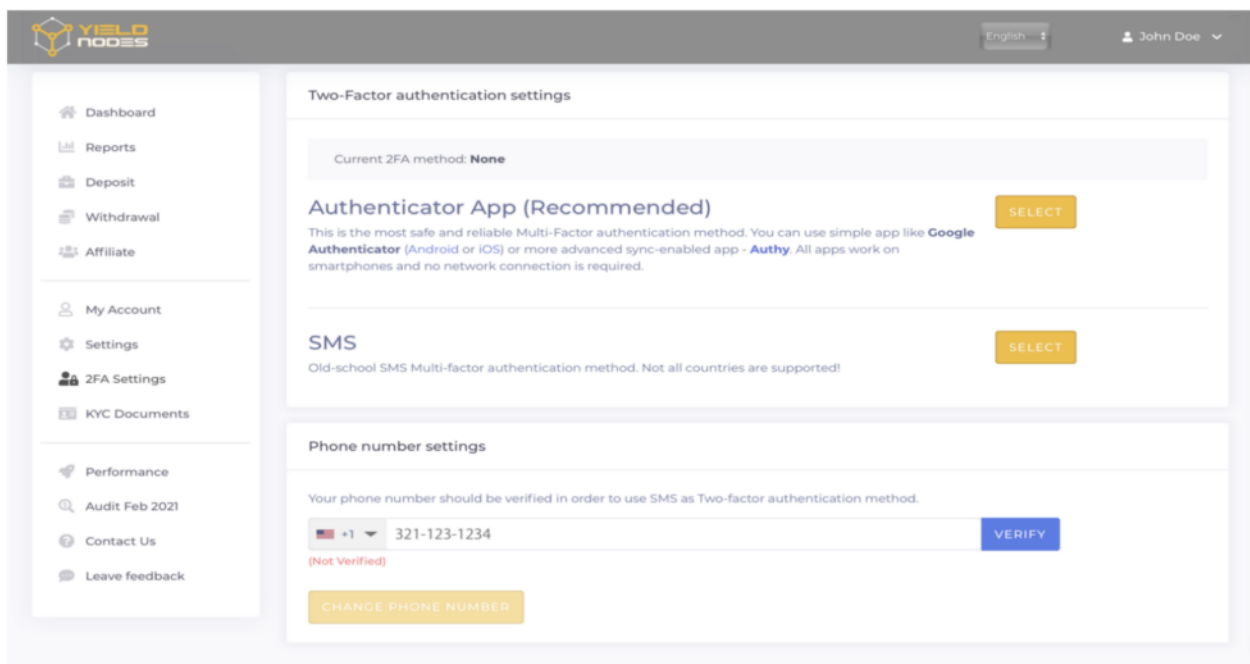 YIELD
NODES
English
John Doe
Dashboard
Reports
Deposit
Withdrawal
Affiliate
My Account
Settings
2FA Settings
KYC Documents
Performance
Audit Feb 2021
Contact Us
Leave feedback
Two-Factor authentication settings
Current 2FA method: None
Authenticator App (Recommended)
SELECT
This is the most safe and reliable Multi-Factor authentication method. You can use simple app like Google
Authenticator (Android or iOS) or more advanced sync-enabled app - Authy. All apps work on
smartphones and no network connection is required.
SMS
SELECT
Old-school SMS Multi-factor authentication method. Not all countries are supported!
Phone number settings
Your phone number should be verified in order to use SMS as Two-factor authentication method.
+1 321-123-1234
VERIFY
(Not Verified)
CHANGE PHONE NUMBER